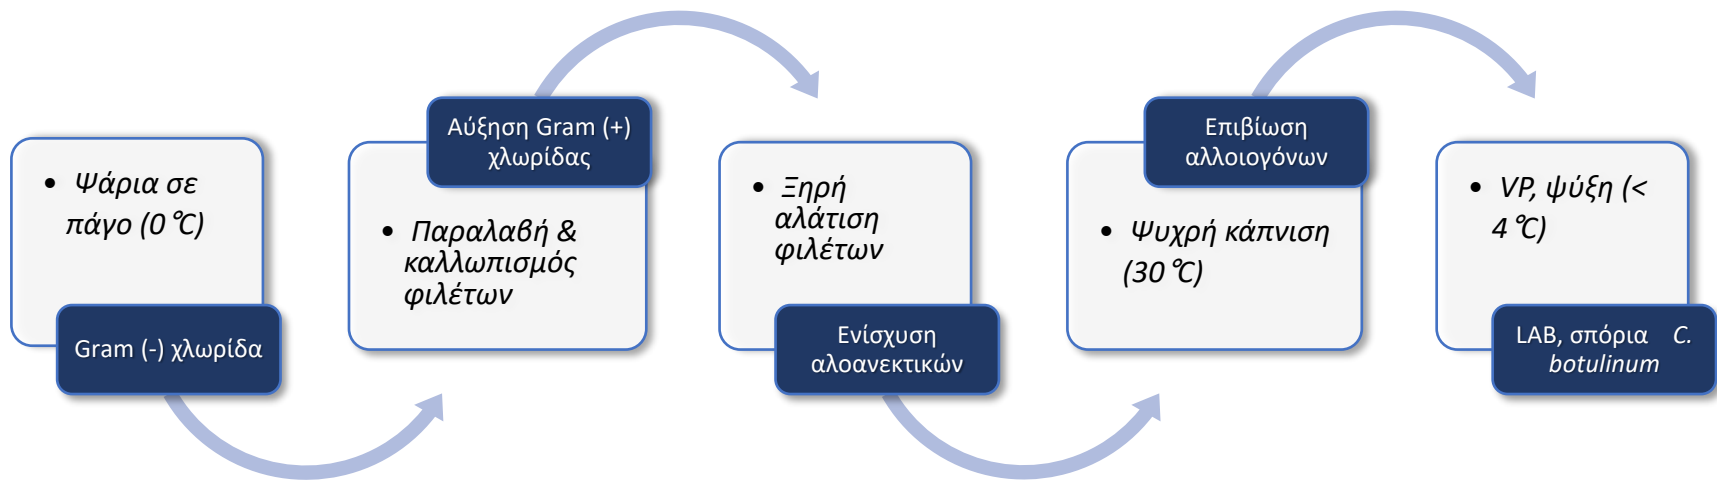 • Ψάρια σε
πάγο (0 ℃)
Gram (-) χλωρίδα
Αύξηση Gram (+)
χλωρίδας
• Παραλαβή &
καλλωπισμός
φιλέτων
• Ξηρή
αλάτιση
φιλέτων
Ενίσχυση
αλοανεκτικών
Επιβίωση
αλλοιογόνων
• Ψυχρή κάπνιση
(30 ℃)
• VP, ψύξη (<
4 ℃)
LAB, σπόρια C.
botulinum